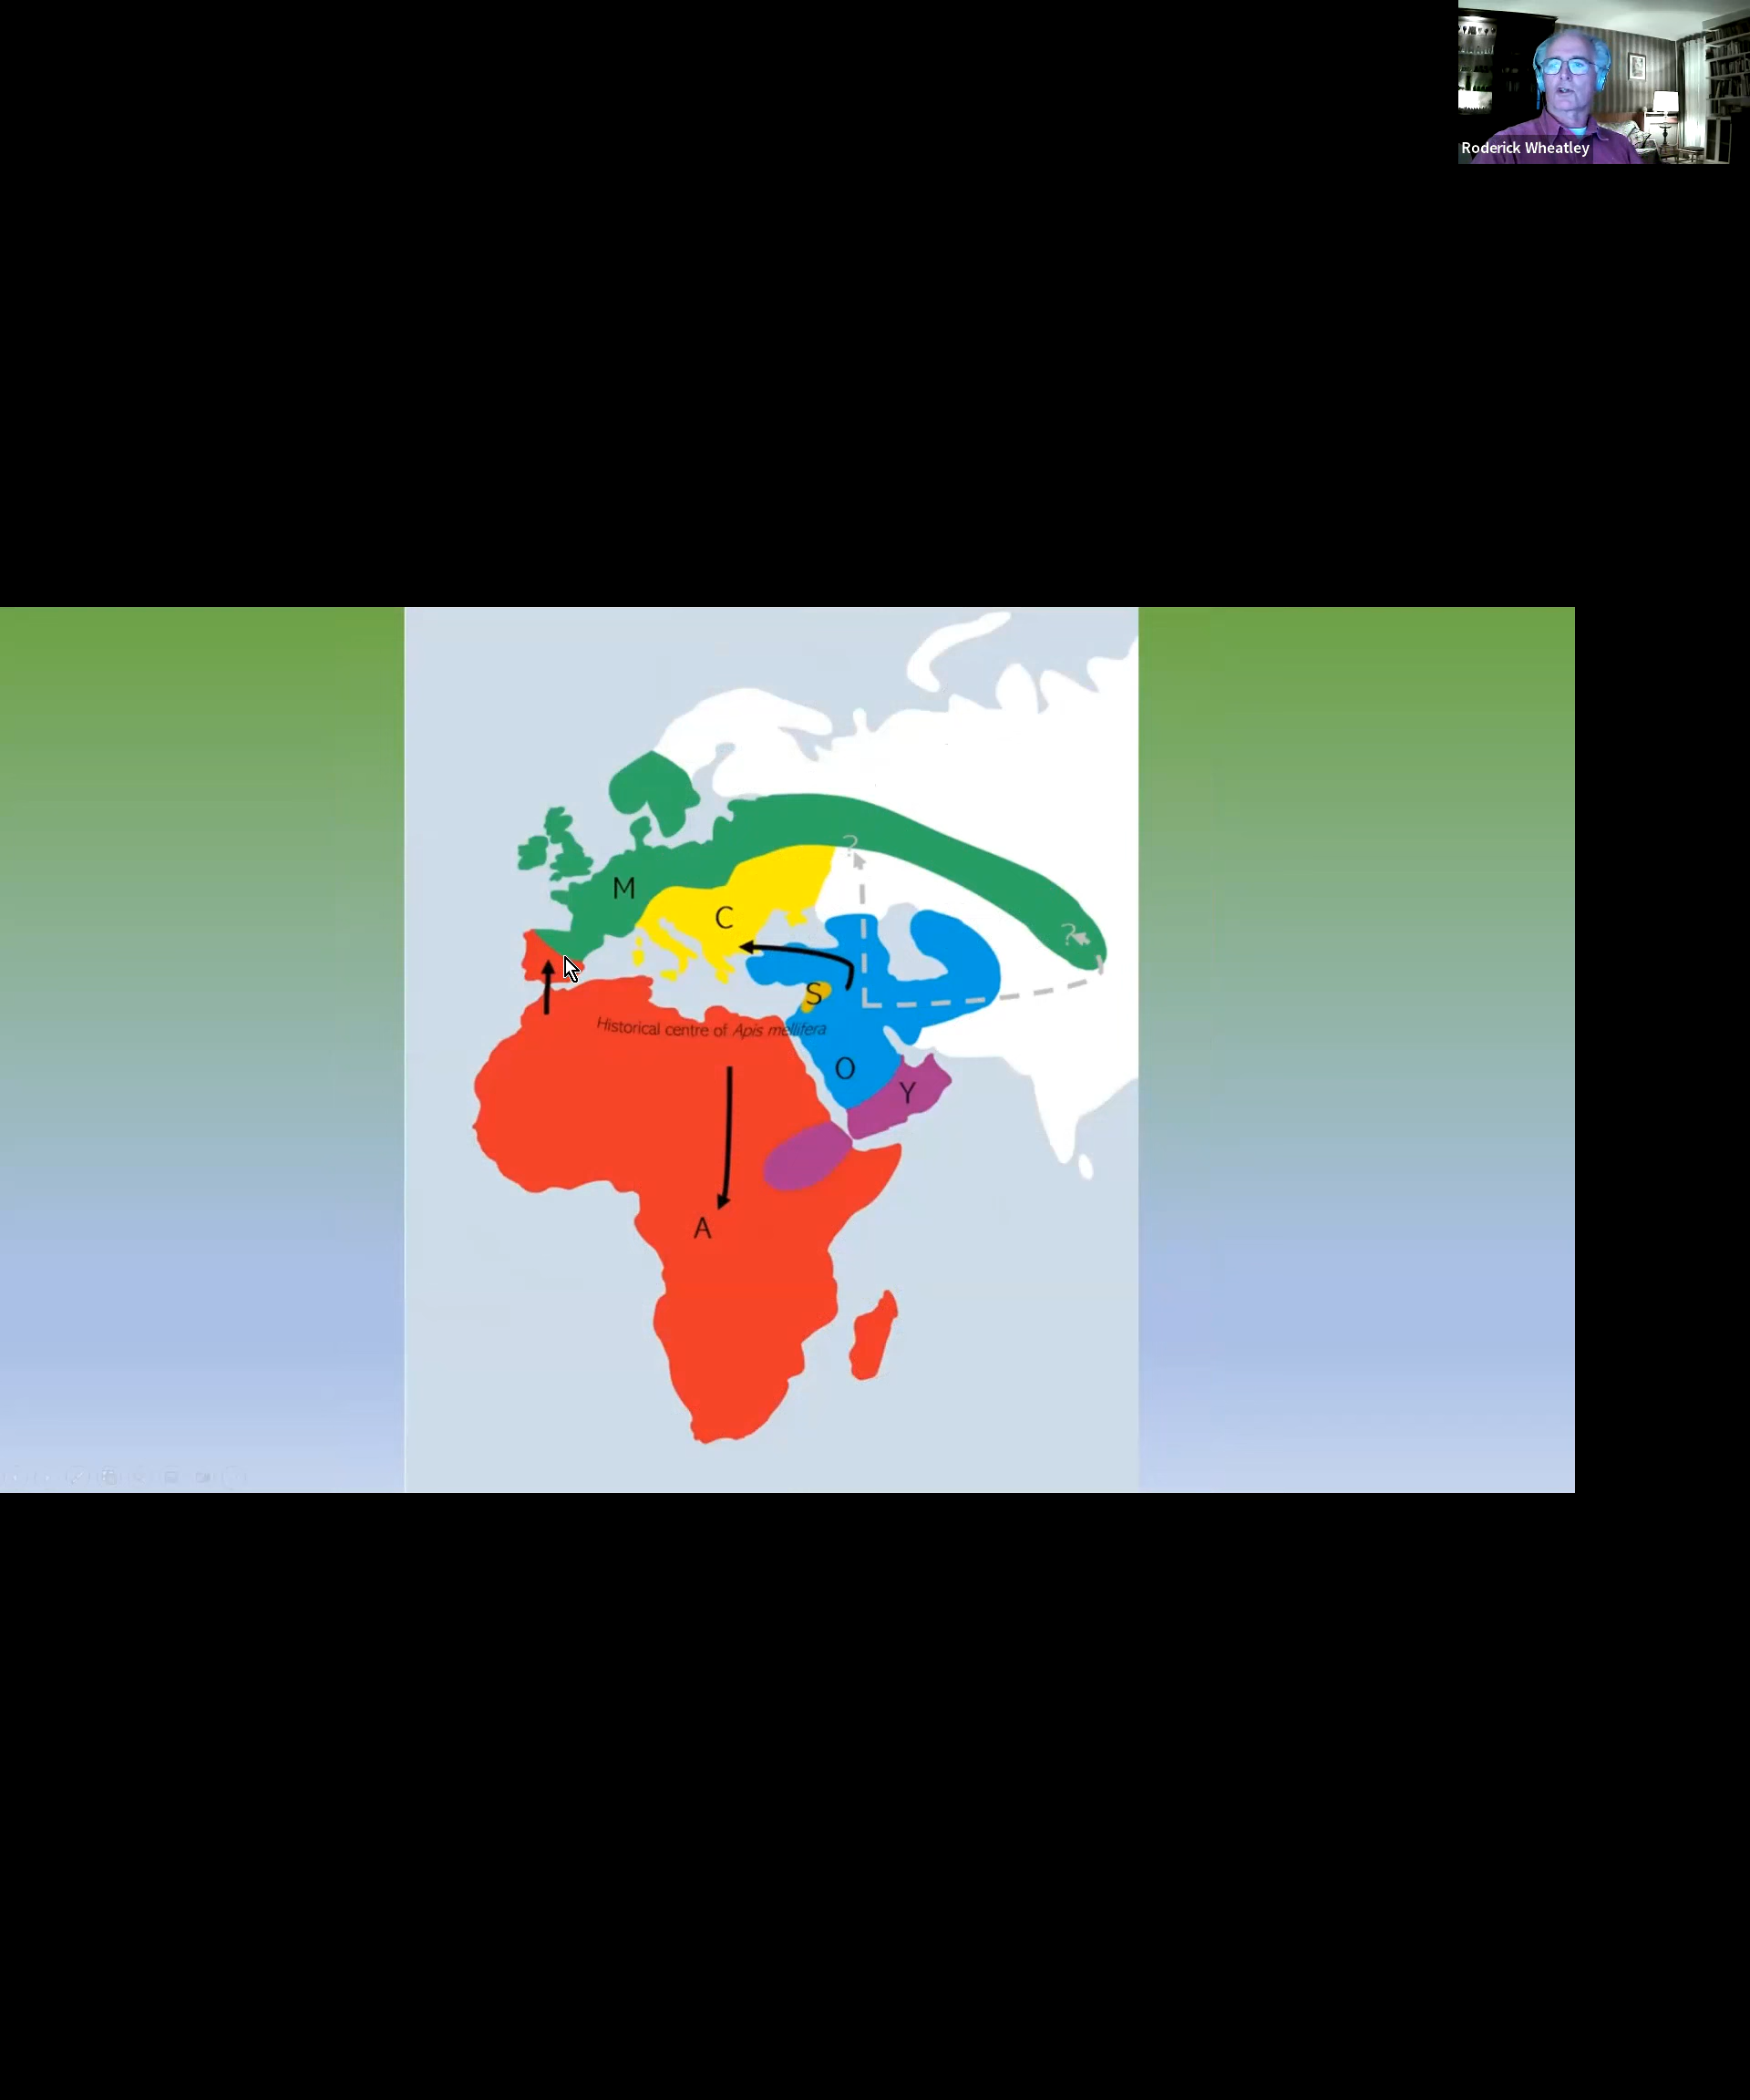 Roderick Wheatley
?
M
C
?
S
Historical centre of Apis mellifera
O
Y
A